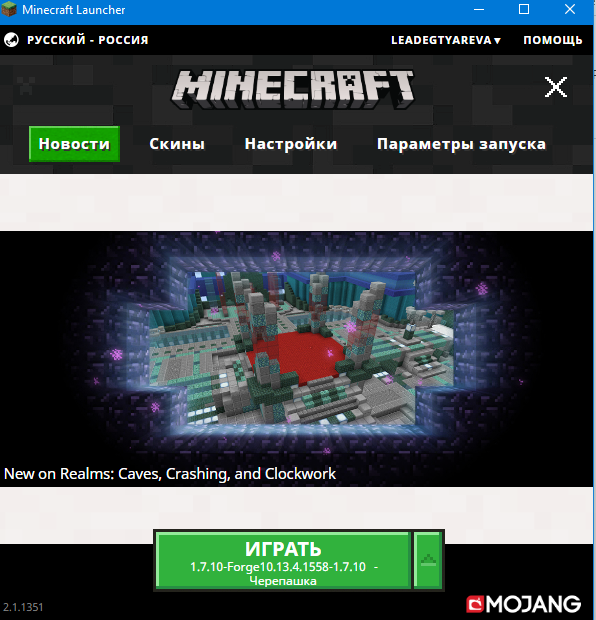 Minecraft Launcher
РУССКИЙ - РОССИЯ
LEADEGTYAREVA▼
ПОМОЩЬ
MINECRAFT
Новости
Скины
Настройки
Параметры запуска
New on Realms: Caves, Crashing, and Clockwork
ИГРАТЬ
1.7.10-Forge10.13.4.1558-1.7.10 -
Черепашка
2.1.1351
MOJANG